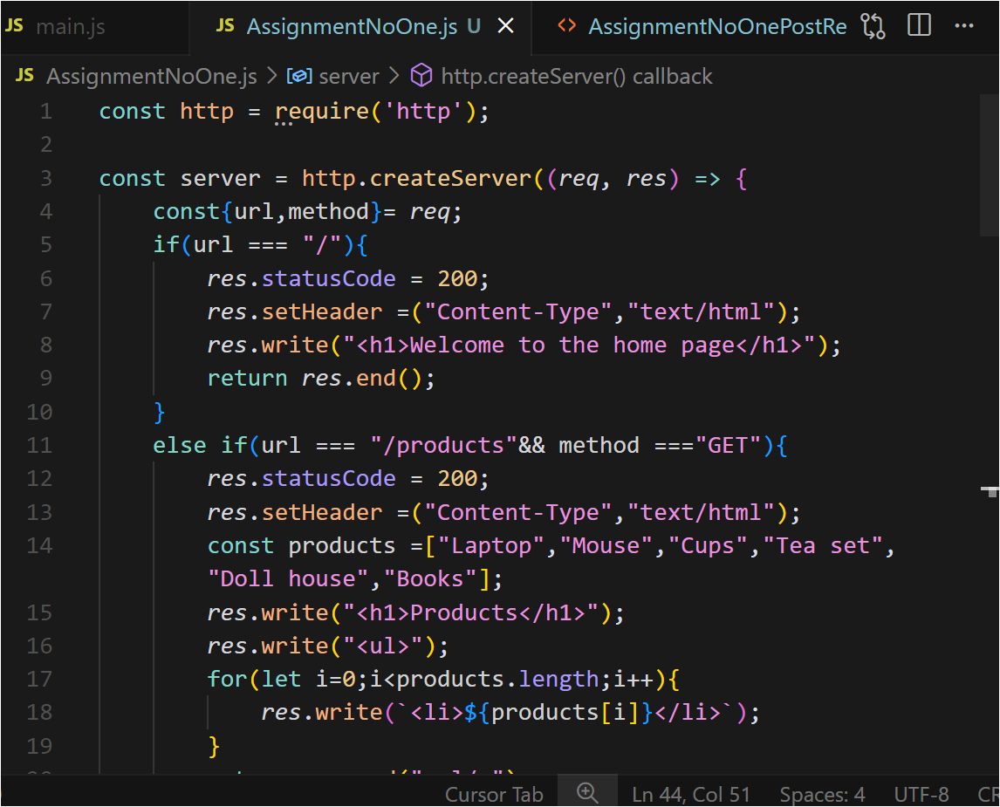 JS main.js JS AssignmentNoOne.js U AssignmentNoOnePostRe
JS AssignmentNoOne.js > server > http.createServer() callback
1 const http = require('http');
2
3 const server = http.createServer((req, res) => {
4 const{url,method}= req;
5 if(url === "/"){
6 res.statusCode = 200;
7 res.setHeader =("Content-Type","text/html");
8 res.write("<h1>Welcome to the home page</h1>");
9 return res.end();
10 }
11 else if(url === "/products"&& method ==="GET"){
12 res.statusCode = 200;
13 res.setHeader =("Content-Type","text/html");
14 const products =["Laptop","Mouse","Cups","Tea set",
"Doll house","Books"];
15 res.write("<h1>Products</h1>");
16 res.write("<ul>");
17 for(let i=0;i<products.length;i++){
18 res.write(`<li>${products[i]}</li>`);
19 }
Cursor Tab Ln 44, Col 51 Spaces: 4 UTF-8 CR